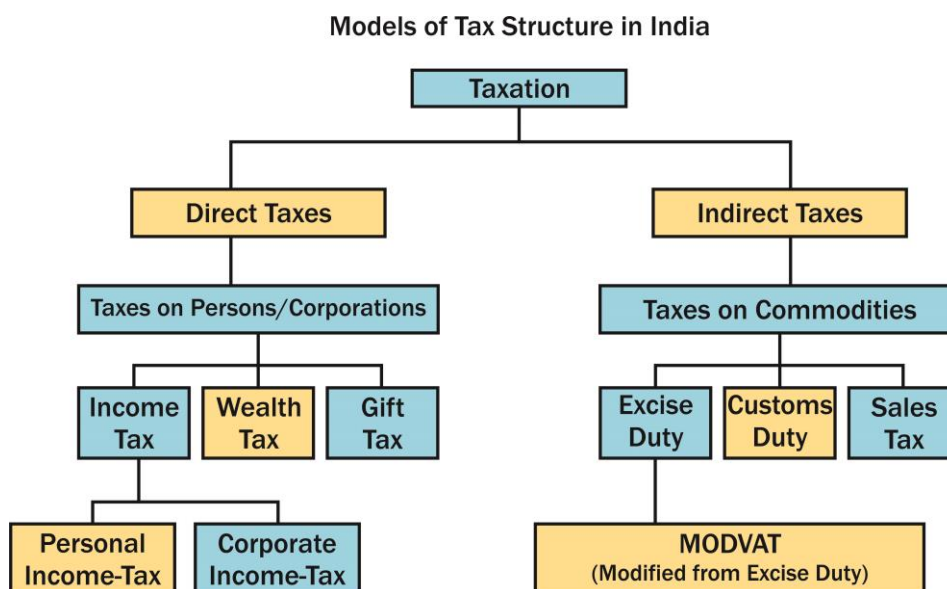 Models of Tax Structure in India
Taxation
Direct Taxes
Indirect Taxes
Taxes on Persons/Corporations
Taxes on Commodities
Income
Tax
Wealth
Tax
Gift
Tax
Excise
Duty
Customs
Duty
Sales
Tax
Personal
Income-Tax
Corporate
Income-Tax
MODVAT
(Modified from Excise Duty)